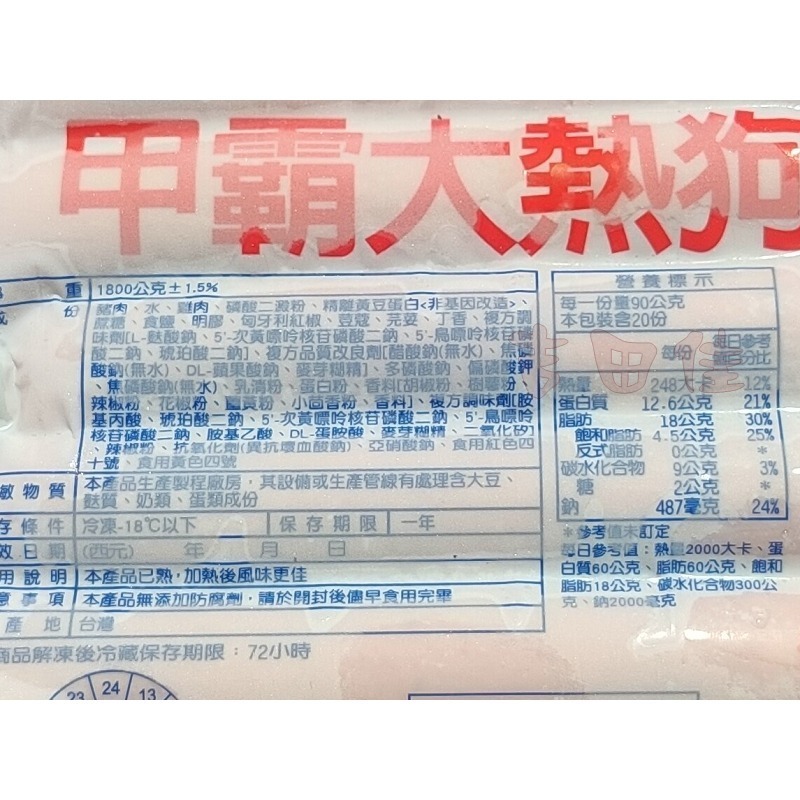 甲霸大熱狗
重 1800公克±1.5%
份 豬肉、水、雞肉、磷酸二澱粉、精離黃豆蛋白<非基因改造>、
蔗糖、食鹽、明膠、匈牙利紅椒、荳蔻、芫荽、丁香、複方調
味劑[L-麩酸鈉、5'-次黃嘌呤核苷磷酸二鈉、5'-鳥嘌呤核苷磷
酸二鈉、琥珀酸二鈉]、複方品質改良劑[醋酸鈉(無水)、焦磷
酸鈉(無水)、DL-蘋果酸鈉、麥芽糊精]、多磷酸鈉、偏磷酸鉀
、焦磷酸鈉(無水)、乳清粉、蛋白粉、香料[胡椒粉、樹薯粉、
辣椒粉、花椒粉、薑黃粉、小茴香粉、香料]、複方調味劑[胺
基丙酸、琥珀酸二鈉、5'-次黃嘌呤核苷磷酸二鈉、5'-鳥嘌呤
核苷磷酸二鈉、胺基乙酸、DL-蛋胺酸、麥芽糊精、二氧化矽]
、辣椒粉、抗氧化劑(異抗壞血酸鈉)、亞硝酸鈉、食用紅色四
十號、食用黃色四號
敏物質 本產品生產製程廠房，其設備或生產管線有處理含大豆、
麩質、奶類、蛋類成份
存條件 冷凍-18℃以下 保存期限 一年
效日期 (西元) 年 月 日
用說明 本產品已熟，加熱後風味更佳
意事項 本產品無添加防腐劑，請於開封後儘早食用完畢
產地 台灣
商品解凍後冷藏保存期限：72小時
23 24 13
營養標示
每一份量90公克
本包裝含20份
每份 每日參考
值百分比
熱量 248大卡 12%
蛋白質 12.6公克 21%
脂肪 18公克 30%
飽和脂肪 4.5公克 25%
反式脂肪 0公克 *
碳水化合物 9公克 3%
糖 2公克 *
鈉 487毫克 24%
*參考值未訂定
每日參考值：熱量2000大卡、蛋
白質60公克、脂肪60公克、飽和
脂肪18公克、碳水化合物300公
克、鈉2000毫克